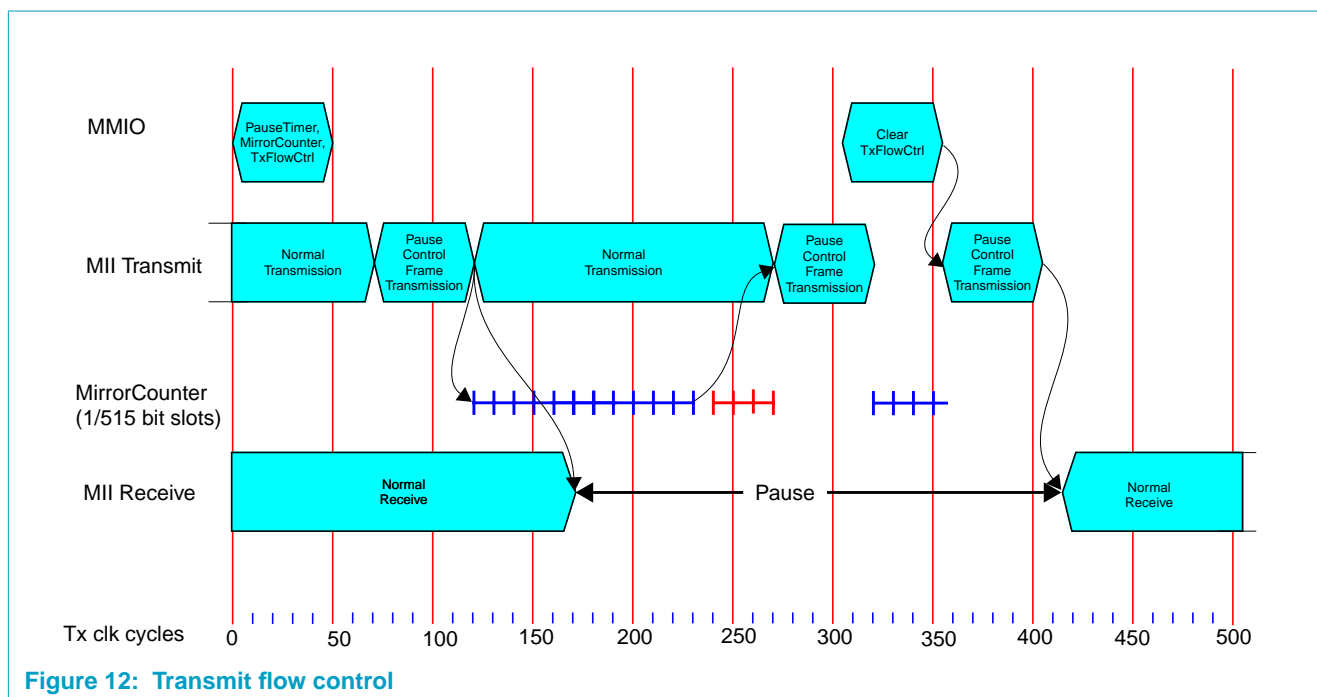 MMIO
PauseTimer,
MirrorCounter,
TxFlowCtrl
Clear
TxFlowCtrl
MII Transmit
Normal
Transmission
Pause
Control
Frame
Transmission
Normal
Transmission
Pause
Control
Frame
Transmission
Pause
Control
Frame
Transmission
MirrorCounter
(1/515 bit slots)
MII Receive
Normal
Receive
Pause
Normal
Receive
Tx clk cycles
0 50 100 150 200 250 300 350 400 450 500
Figure 12: Transmit flow control